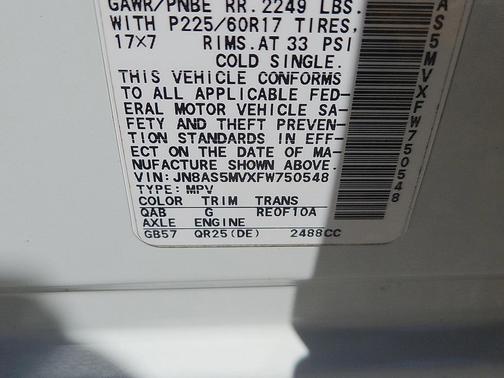 GAWR/PNBE RR.2249 LBS.
WITH P225/60R17 TIRES,
17x7 RIMS.AT 33 PSI
COLD SINGLE.
THIS VEHICLE CONFORMS
TO ALL APPLICABLE FED-
ERAL MOTOR VEHICLE SA-
FETY AND THEFT PREVEN-
TION STANDARDS IN EFF-
ECT ON THE DATE OF MA-
NUFACTURE SHOWN ABOVE.
VIN: JN8AS5MVXFW750548
TYPE: MPV
COLOR TRIM TRANS
QAB G RE0F10A
AXLE ENGINE
GB57 QR25(DE) 2488CC
AS5MVXFW750548